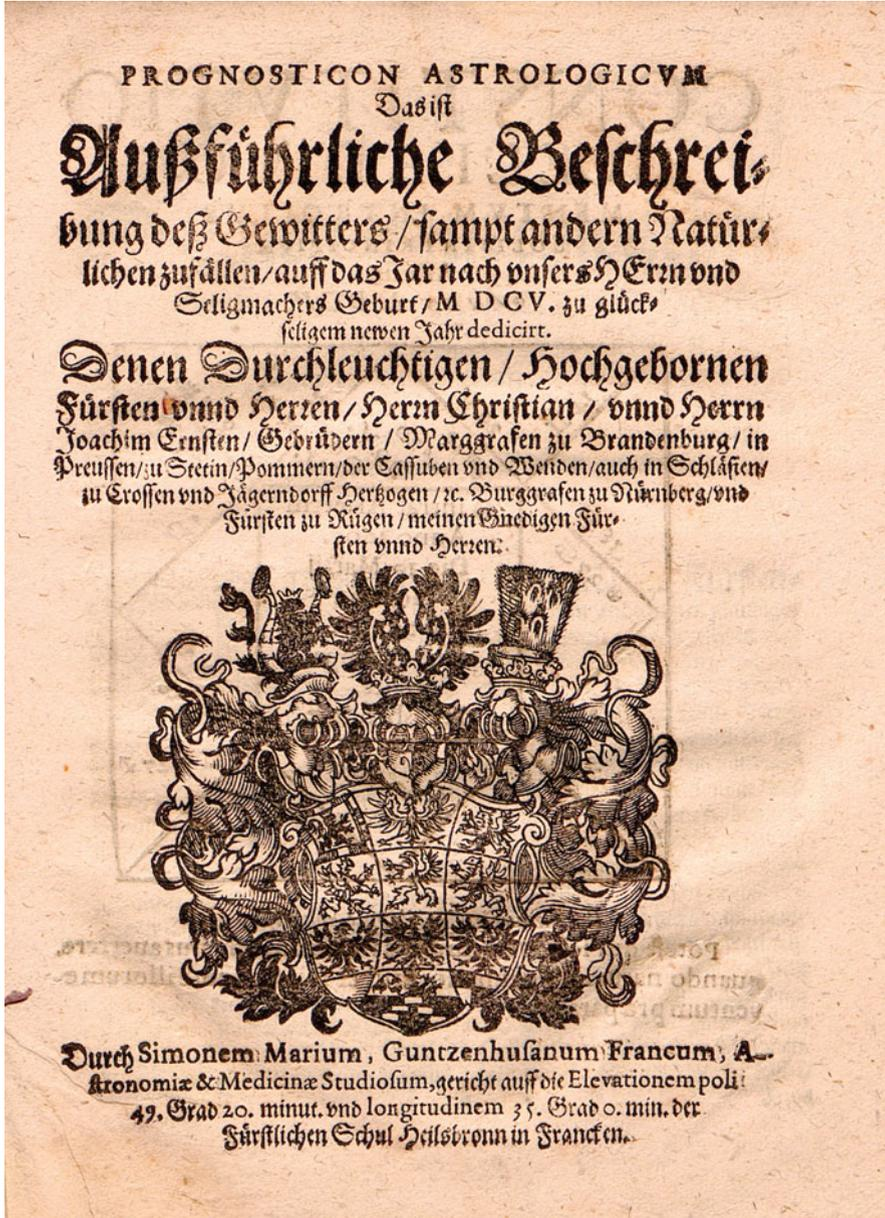 PROGNOSTICON ASTROLOGICVM
Das ist
Außführliche Beschrei⸗
bung deß Gewitters / sampt andern Natür⸗
lichen zufällen / auff das Jar nach vnsers HErrn vnd
Seligmachers Geburt / M DCV. zu glück⸗
seligem newen Jahr dedicirt.
Denen Durchleuchtigen / Hochgebornen
Fürsten vnnd Herren / Herrn Christian / vnnd Herrn
Joachim Ernsten / Gebrüdern / Marggrafen zu Brandenburg / in
Preussen / zu Stetin / Pommern / der Cassuben vnd Wenden / auch in Schläsien /
zu Crossen vnd Jägerndorff Hertzogen / ꝛc. Burggrafen zu Nürnberg / vnd
Fürsten zu Rügen / meinen Gnedigen Für⸗
sten vnnd Herren.
Durch Simonem Marium, Guntzenhusanum Francum, A-
stronomiæ & Medicinæ Studiosum, gericht auff die Elevationem poli
49. Grad 20. minut. vnd longitudinem 35. Grad 0. min. der
Fürstlichen Schul Heilsbronn in Francken.